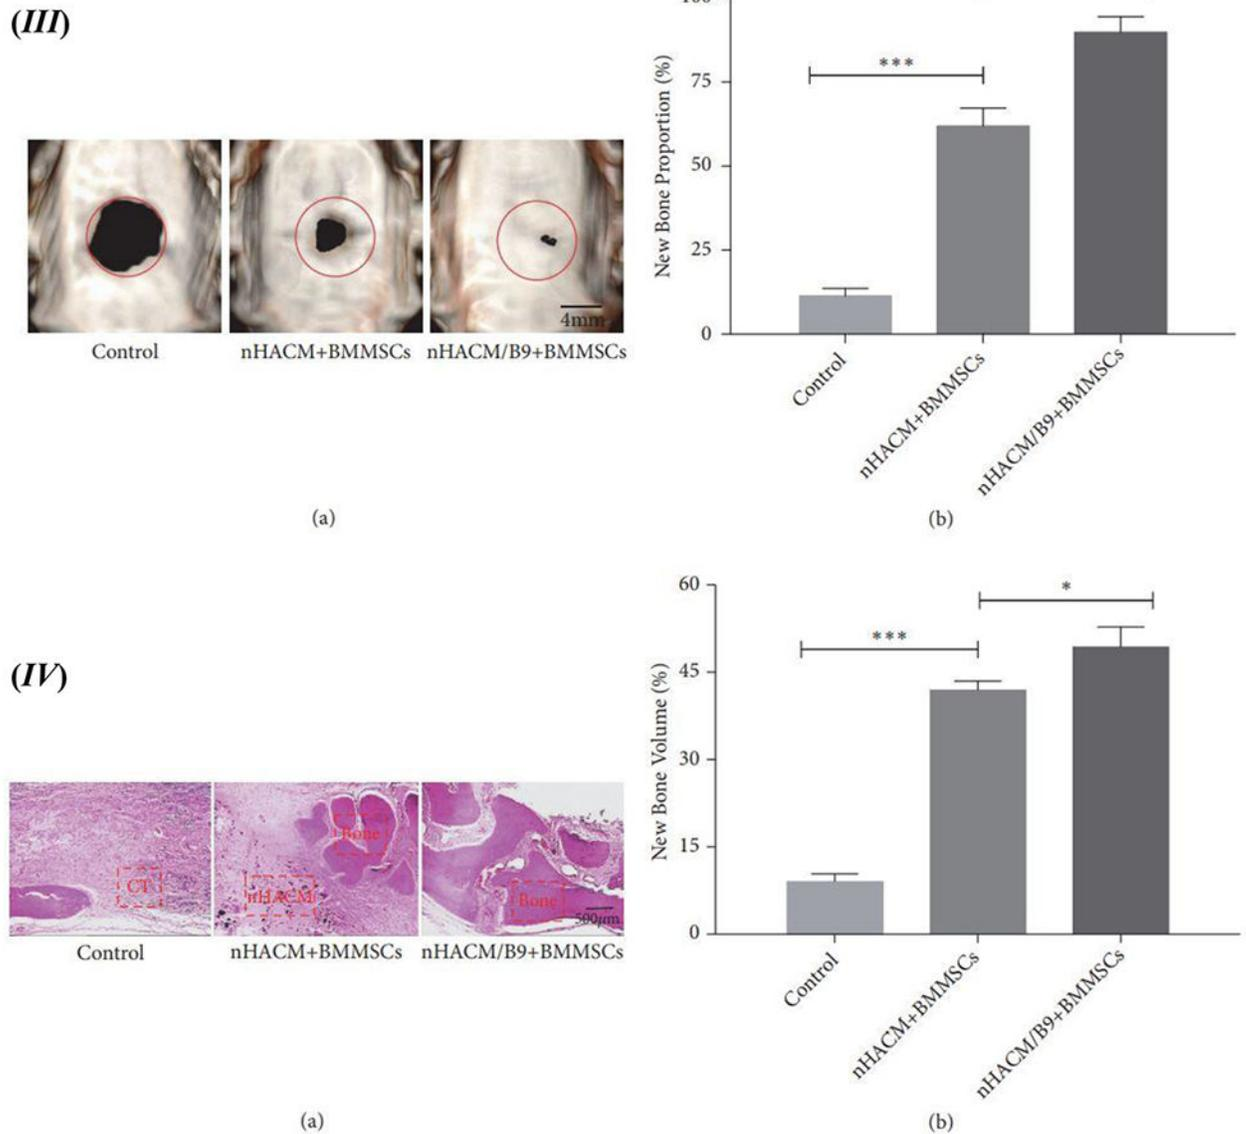 (III)
75
50
25
0
New Bone Proportion (%)
***
4mm
Control
nHACM+BMMSCs
nHACM/B9+BMMSCs
Control
nHACM+BMMSCs
nHACM/B9+BMMSCs
(a)
(b)
(IV)
60
45
30
15
0
New Bone Volume (%)
***
*
CT
Bone
nHACM
Bone
500μm
Control
nHACM+BMMSCs
nHACM/B9+BMMSCs
Control
nHACM+BMMSCs
nHACM/B9+BMMSCs
(a)
(b)